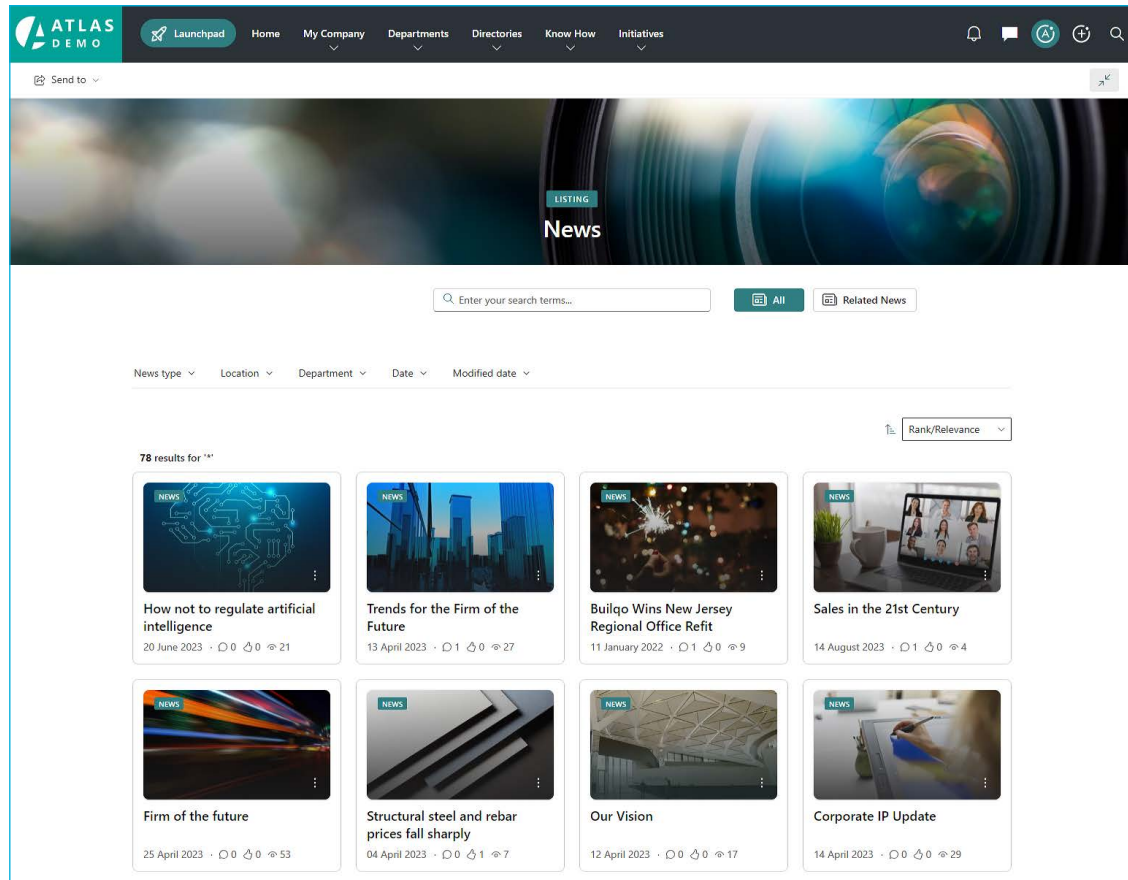 ATLAS
DEMO
Launchpad
Home
My Company
Departments
Directories
Know How
Initiatives
Send to
LISTING
News
Enter your search terms...
All
Related News
News type
Location
Department
Date
Modified date
Rank/Relevance
78 results for '*'
NEWS
How not to regulate artificial
intelligence
20 June 2023 · 0 0 21
NEWS
Trends for the Firm of the
Future
13 April 2023 · 1 0 27
NEWS
Builqo Wins New Jersey
Regional Office Refit
11 January 2022 · 1 0 9
NEWS
Sales in the 21st Century
14 August 2023 · 1 0 4
NEWS
Firm of the future
25 April 2023 · 0 0 53
NEWS
Structural steel and rebar
prices fall sharply
04 April 2023 · 0 1 7
NEWS
Our Vision
12 April 2023 · 0 0 17
NEWS
Corporate IP Update
14 April 2023 · 0 0 29